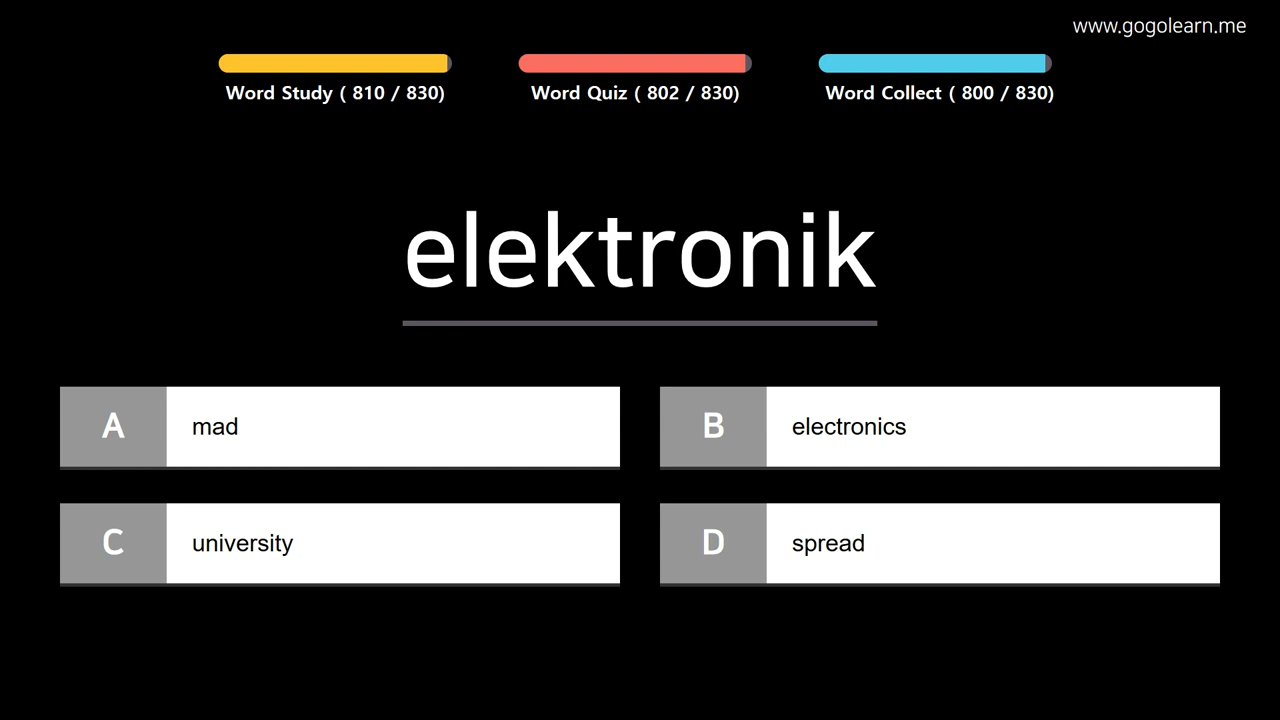 www.gogolearn.me
Word Study ( 810 / 830)
Word Quiz ( 802 / 830)
Word Collect ( 800 / 830)
elektronik
A mad
B electronics
C university
D spread